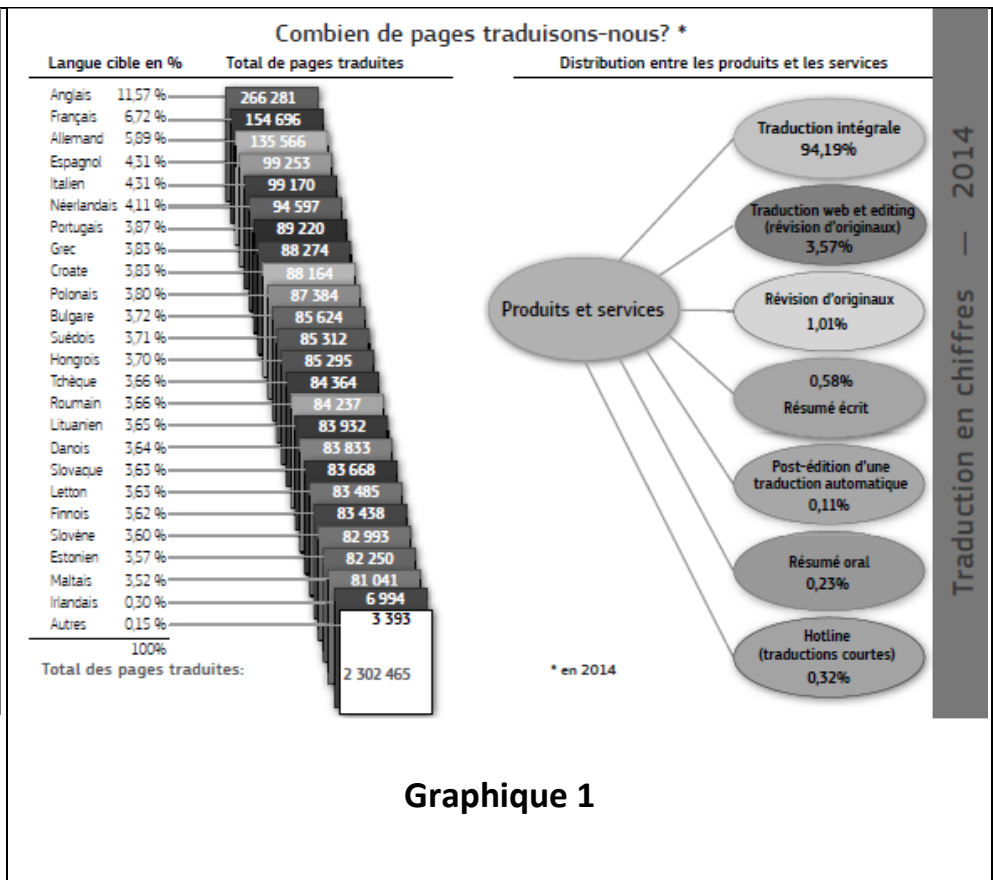 Combien de pages traduisons-nous? *
Langue cible en % Total de pages traduites
Anglais 11,57 % 266 281
Français 6,72 % 154 696
Allemand 5,89 % 135 566
Espagnol 4,31 % 99 253
Italien 4,31 % 99 170
Néerlandais 4,11 % 94 597
Portugais 3,87 % 89 220
Grec 3,83 % 88 274
Croate 3,83 % 88 164
Polonais 3,80 % 87 384
Bulgare 3,72 % 85 624
Suédois 3,71 % 85 312
Hongrois 3,70 % 85 295
Tchèque 3,66 % 84 364
Roumain 3,66 % 84 237
Lituanien 3,65 % 83 932
Danois 3,64 % 83 833
Slovaque 3,63 % 83 668
Letton 3,63 % 83 485
Finnois 3,62 % 83 438
Slovène 3,60 % 82 993
Estonien 3,57 % 82 250
Maltais 3,52 % 81 041
Irlandais 0,30 % 6 994
Autres 0,15 % 3 393
100%
Total des pages traduites: 2 302 465
Distribution entre les produits et les services
Produits et services
Traduction intégrale
94,19%
Traduction web et editing
(révision d'originaux)
3,57%
Révision d'originaux
1,01%
0,58%
Résumé écrit
Post-édition d'une
traduction automatique
0,11%
Résumé oral
0,23%
Hotline
(traductions courtes)
0,32%
* en 2014
Traduction en chiffres — 2014
Graphique 1